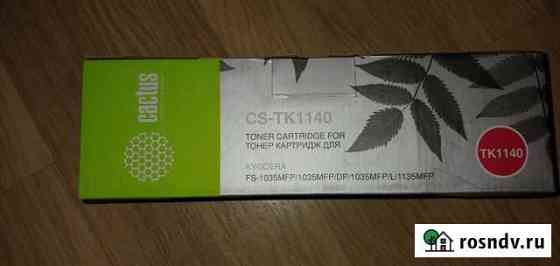 cactus
CS-TK1140
TONER CARTRIDGE FOR
ТОНЕР КАРТРИДЖ ДЛЯ
KYOCERA
FS-1035MFP/1035MFP/DP/1035MFP/L/1135MFP
TK1140
rosndv.ru